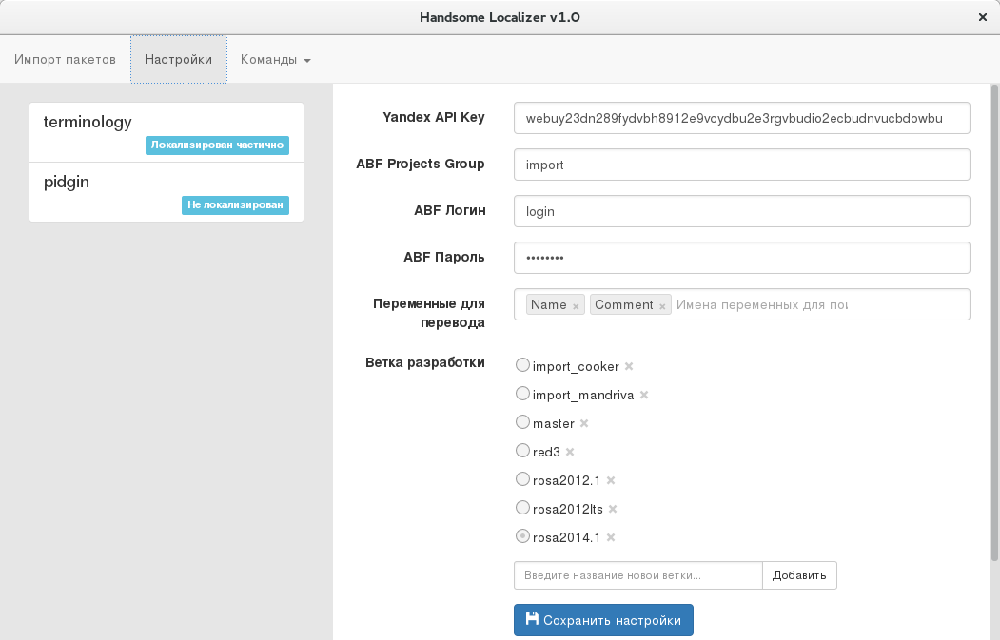 Handsome Localizer v1.0
Импорт пакетов
Настройки
Команды
terminology
Локализирован частично
pidgin
Не локализирован
Yandex API Key
webuy23dn289fydvbh8912e9vcydbu2e3rgvbudio2ecbudnvucbdowbu
ABF Projects Group
import
ABF Логин
login
ABF Пароль
••••••••
Переменные для
перевода
Name ×
Comment ×
Имена переменных для пои
Ветка разработки
import_cooker ×
import_mandriva ×
master ×
red3 ×
rosa2012.1 ×
rosa2012lts ×
rosa2014.1 ×
Введите название новой ветки...
Добавить
Сохранить настройки